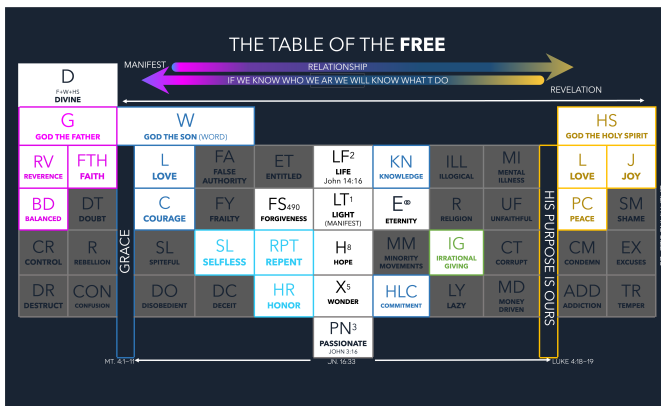 THE TABLE OF THE FREE
MANIFEST
RELATIONSHIP
IF WE KNOW WHO WE AR WE WILL KNOW WHAT T DO
REVELATION
D
F+W+HS
DIVINE
G
GOD THE FATHER
W
GOD THE SON (WORD)
HS
GOD THE HOLY SPIRIT
RV
REVERENCE
FTH
FAITH
L
LOVE
FA
FALSE
AUTHORITY
ET
ENTITLED
LF2
LIFE
John 14:16
KN
KNOWLEDGE
ILL
ILLOGICAL
MI
MENTAL
ILLNESS
L
LOVE
J
JOY
BD
BALANCED
DT
DOUBT
C
COURAGE
FY
FRAILTY
FS490
FORGIVENESS
LT1
LIGHT
(MANIFEST)
E∞
ETERNITY
R
RELIGION
UF
UNFAITHFUL
PC
PEACE
SM
SHAME
CR
CONTROL
R
REBELLION
GRACE
SL
SPITEFUL
SL
SELFLESS
RPT
REPENT
H8
HOPE
MM
MINORITY
MOVEMENTS
IG
IRRATIONAL
GIVING
CT
CORRUPT
HIS PURPOSE IS OURS
CM
CONDEMN
EX
EXCUSES
DR
DESTRUCT
CON
CONFUSION
DO
DISOBEDIENT
DC
DECEIT
HR
HONOR
X5
WONDER
HLC
COMMITMENT
LY
LAZY
MD
MONEY
DRIVEN
ADD
ADDICTION
TR
TEMPER
PN3
PASSIONATE
JOHN 3:16
MT. 4:1–11
JN. 16:33
LUKE 4:18–19